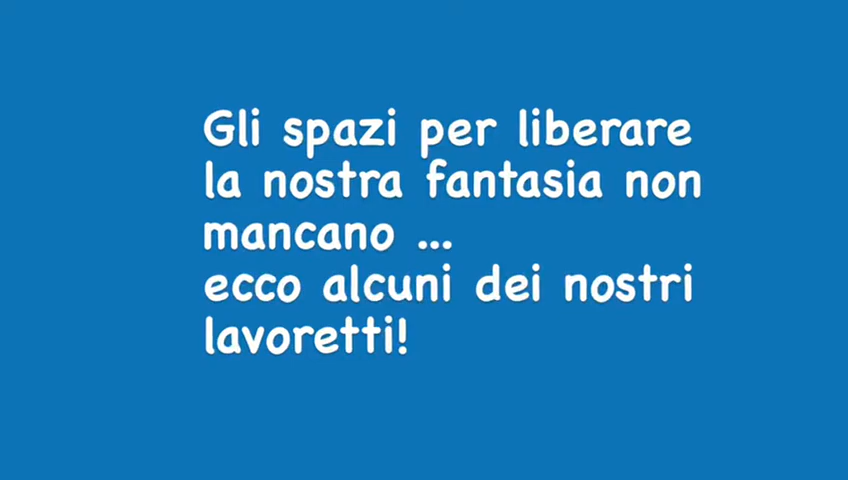 Gli spazi per liberare
la nostra fantasia non
mancano ...
ecco alcuni dei nostri
lavoretti!